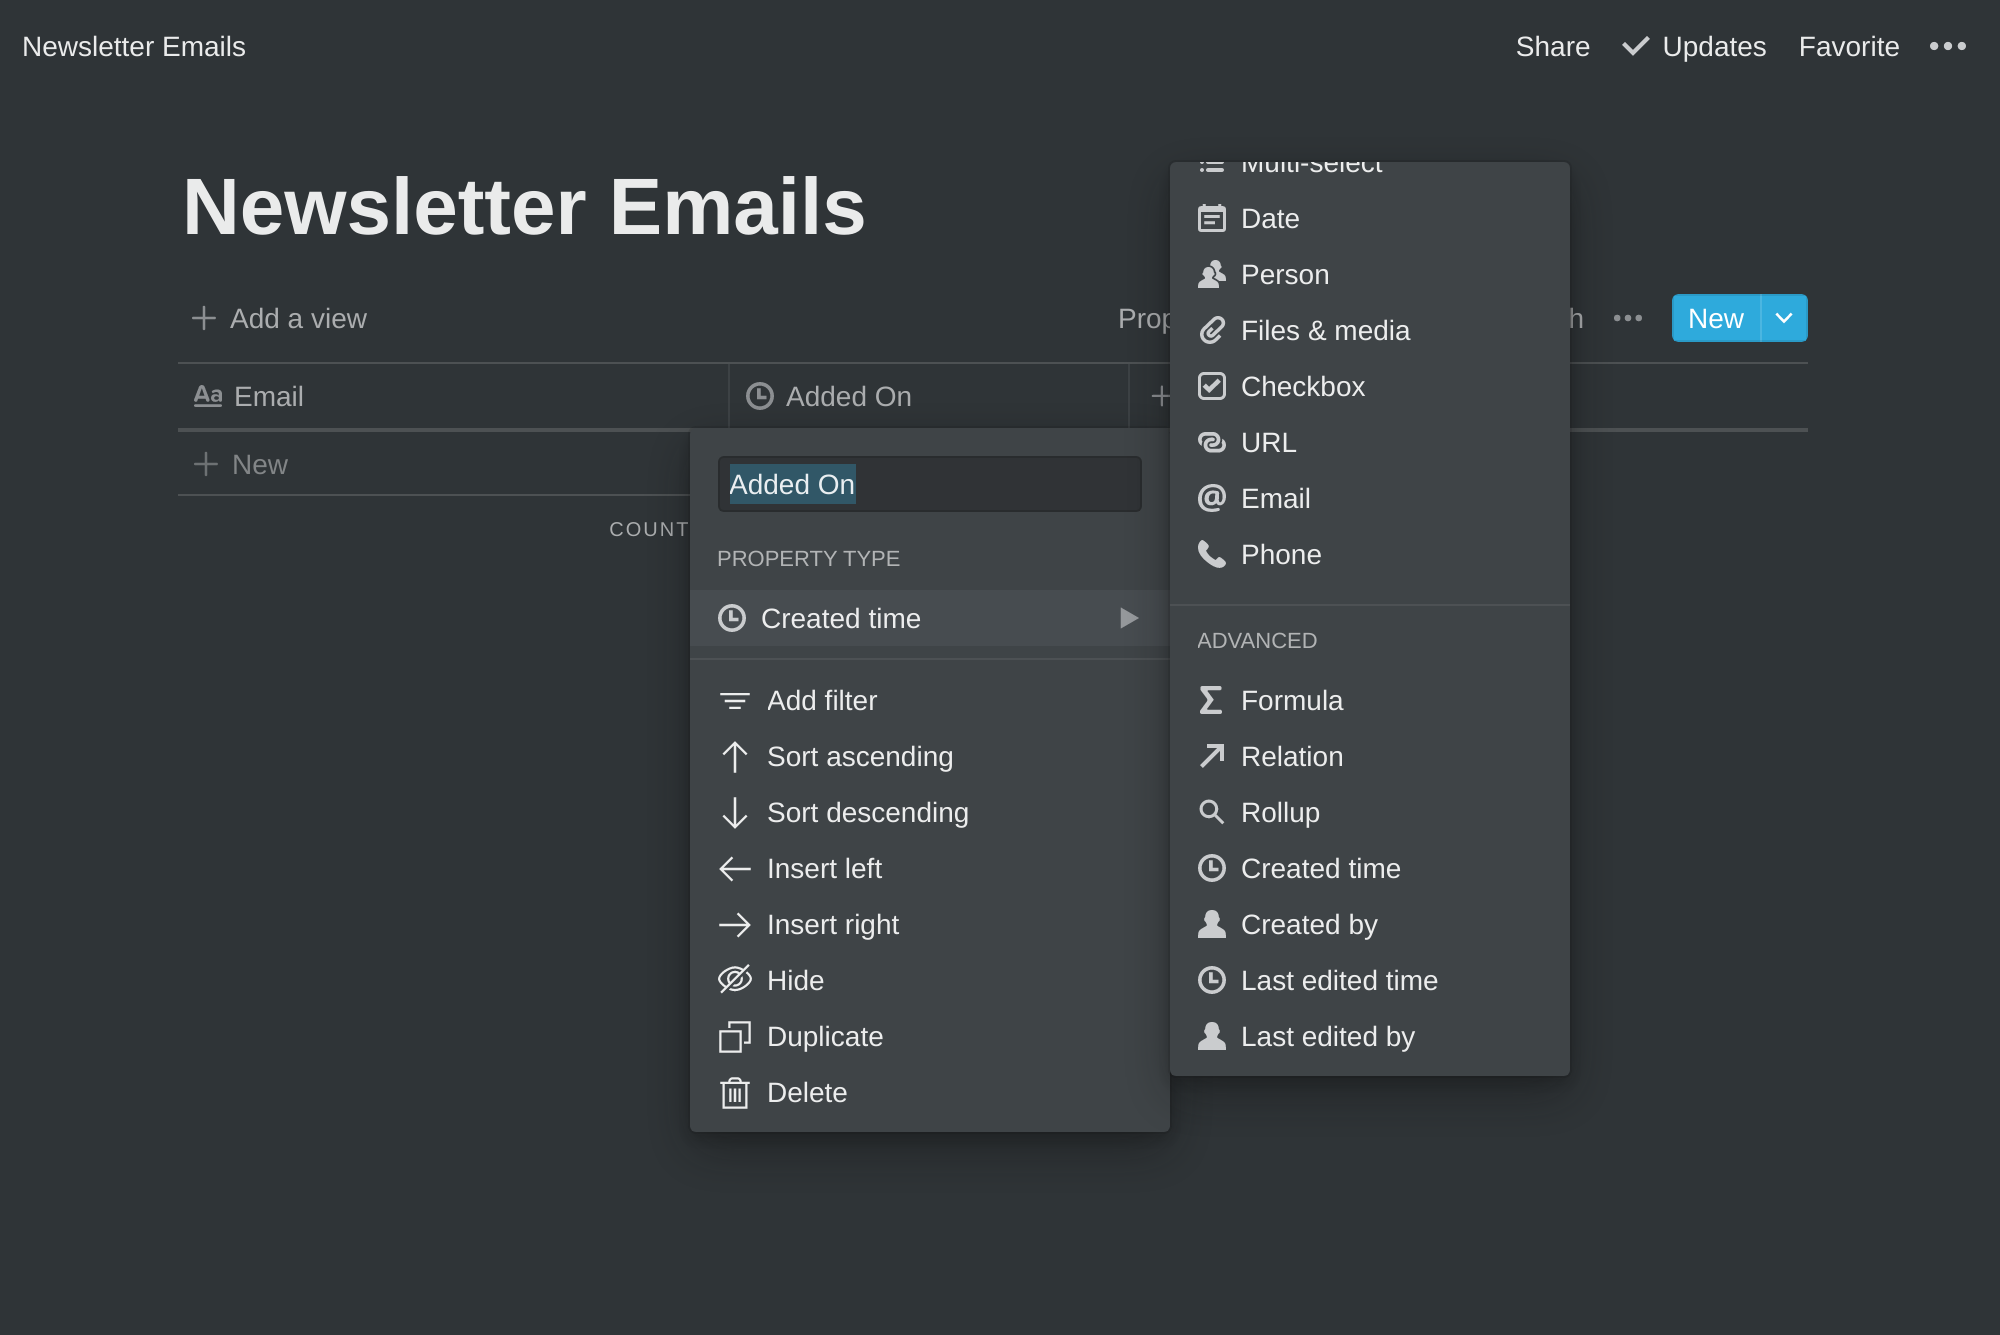 Newsletter Emails
Share Updates Favorite
Newsletter Emails
Add a view
New
Aa Email
Added On
New
COUNT
Added On
PROPERTY TYPE
Created time
Add filter
Sort ascending
Sort descending
Insert left
Insert right
Hide
Duplicate
Delete
Multi-select
Date
Person
Files & media
Checkbox
URL
Email
Phone
ADVANCED
Formula
Relation
Rollup
Created time
Created by
Last edited time
Last edited by